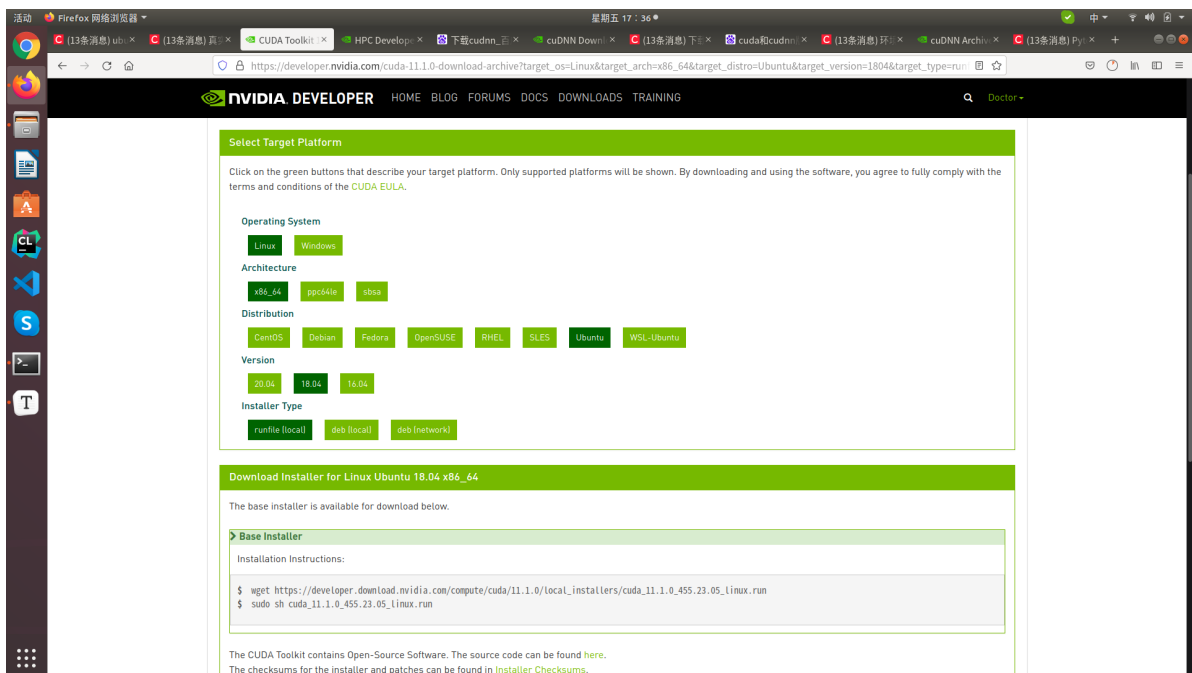 活动 Firefox 网络浏览器 星期五 17：36 中
(13条消息) ub CUDA Toolkit 1 HPC Develope 下载cudnn_百 cuDNN Downl (13条消息) 下 cuda和cudnn (13条消息) 环 cuDNN Archive (13条消息) Pyt
https://developer.nvidia.com/cuda-11.1.0-download-archive?target_os=Linux&target_arch=x86_64&target_distro=Ubuntu&target_version=1804&target_type=run
NVIDIA DEVELOPER HOME BLOG FORUMS DOCS DOWNLOADS TRAINING Doctor
Select Target Platform
Click on the green buttons that describe your target platform. Only supported platforms will be shown. By downloading and using the software, you agree to fully comply with the
terms and conditions of the CUDA EULA.
Operating System
Linux Windows
Architecture
x86_64 ppc64le sbsa
Distribution
CentOS Debian Fedora OpenSUSE RHEL SLES Ubuntu WSL-Ubuntu
Version
20.04 18.04 16.04
Installer Type
runfile (local) deb (local) deb (network)
Download Installer for Linux Ubuntu 18.04 x86_64
The base installer is available for download below.
Base Installer
Installation Instructions:
$ wget https://developer.download.nvidia.com/compute/cuda/11.1.0/local_installers/cuda_11.1.0_455.23.05_linux.run
$ sudo sh cuda_11.1.0_455.23.05_linux.run
The CUDA Toolkit contains Open-Source Software. The source code can be found here.
The checksums for the installer and patches can be found in Installer Checksums.
CL
S
>_
T